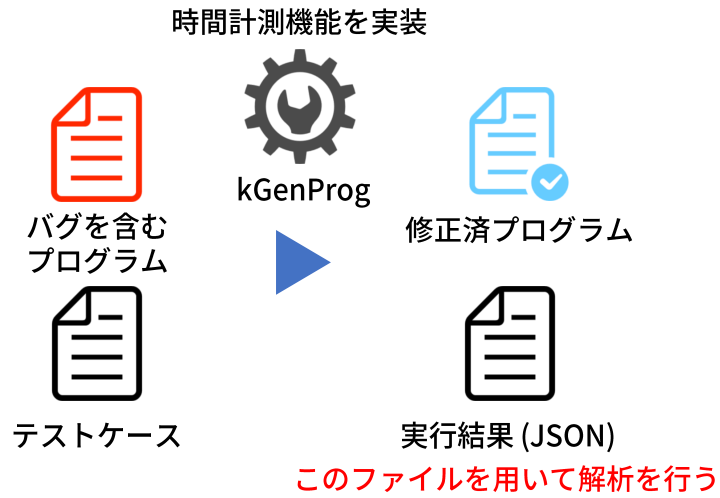 時間計測機能を実装
kGenProg
バグを含む
プログラム
テストケース
修正済プログラム
実行結果 (JSON)
このファイルを用いて解析を行う